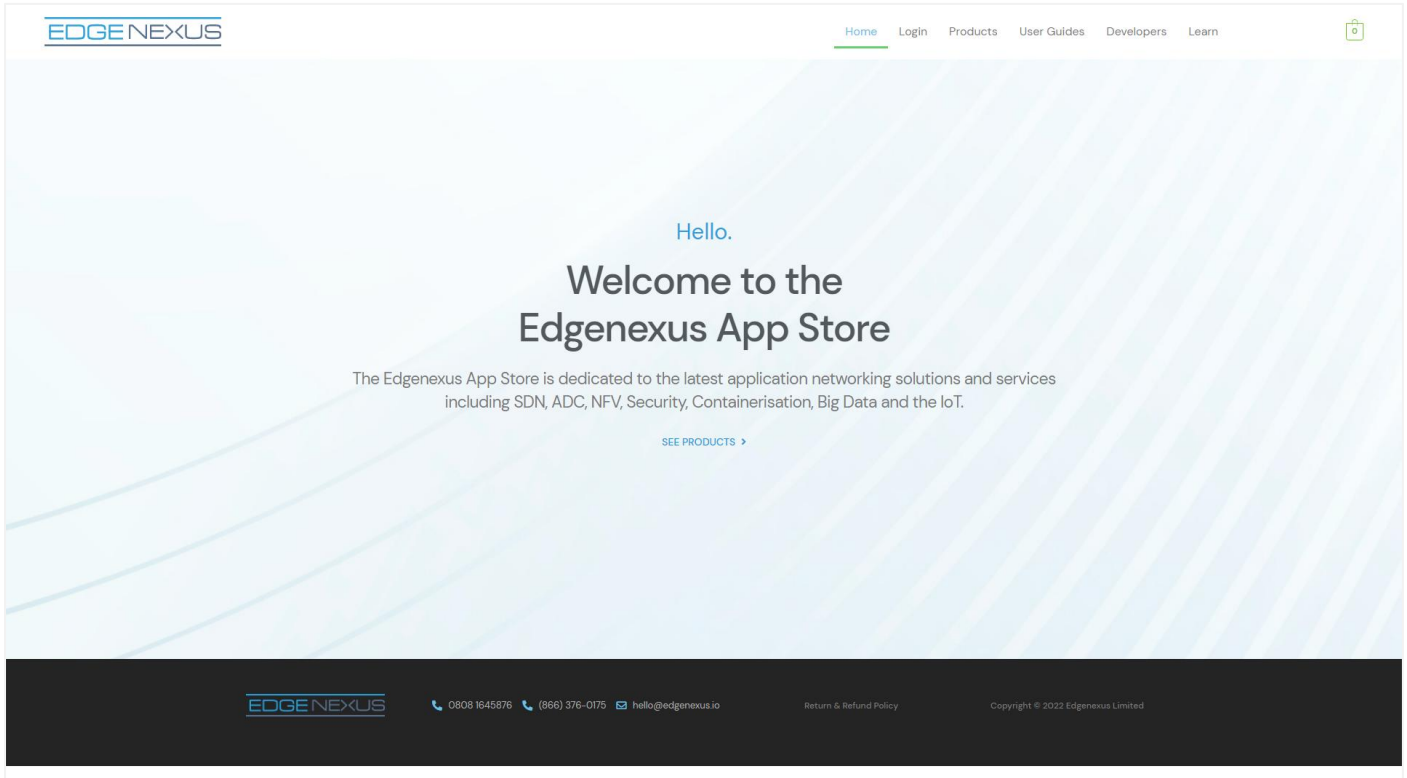 EDGENEXUS
Home Login Products User Guides Developers Learn
0
Hello.
Welcome to the
Edgenexus App Store
The Edgenexus App Store is dedicated to the latest application networking solutions and services
including SDN, ADC, NFV, Security, Containerisation, Big Data and the IoT.
SEE PRODUCTS >
EDGENEXUS
0808 1645876 (866) 376-0175 hello@edgenexus.io
Return & Refund Policy
Copyright © 2022 Edgenexus Limited